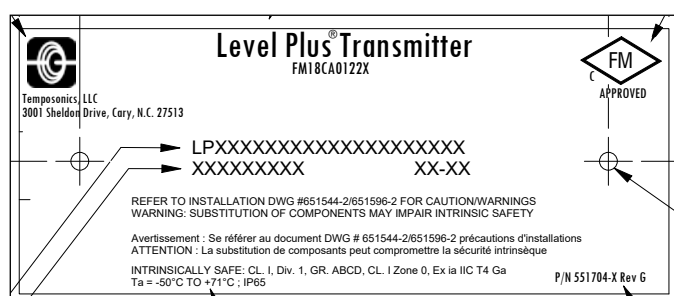 Level Plus® Transmitter
FM18CA0122X
FM
C
APPROVED
Temposonics, LLC
3001 Sheldon Drive, Cary, N.C. 27513
LPXXXXXXXXXXXXXXXXXXXXX
XXXXXXXXX XX-XX
REFER TO INSTALLATION DWG #651544-2/651596-2 FOR CAUTION/WARNINGS
WARNING: SUBSTITUTION OF COMPONENTS MAY IMPAIR INTRINSIC SAFETY
Avertissement : Se référer au document DWG # 651544-2/651596-2 précautions d'installations
ATTENTION : La substitution de composants peut compromettre la sécurité intrinsèque
INTRINSICALLY SAFE: CL. I, Div. 1, GR. ABCD, CL. I Zone 0, Ex ia IIC T4 Ga
Ta = -50°C TO +71°C ; IP65
P/N 551704-X Rev G